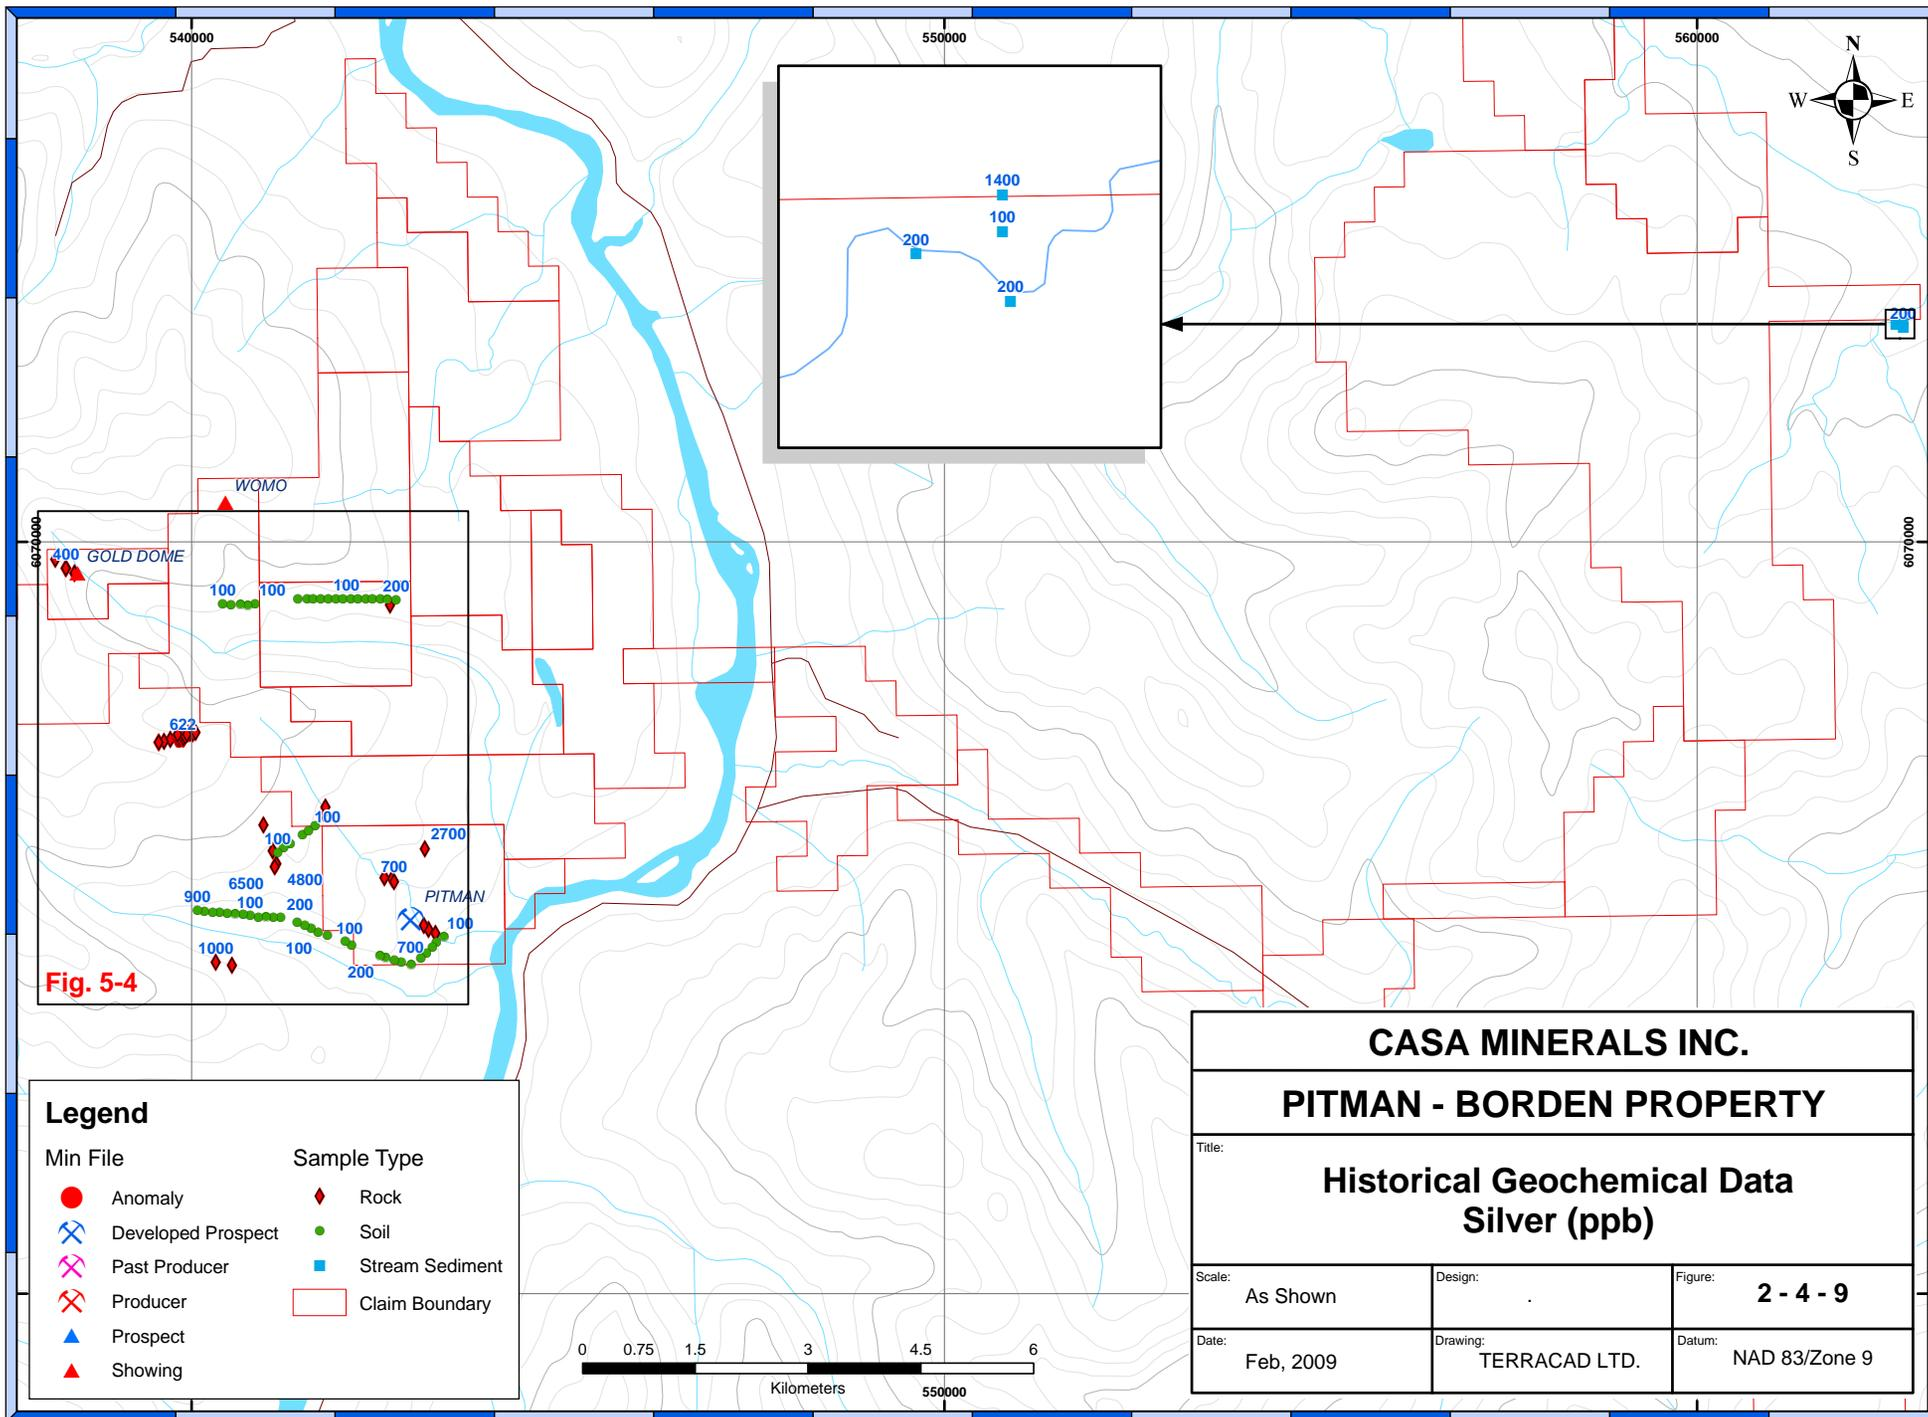 540000
550000
560000
N
W E
S
1400
100
200
200
200
WOMO
6070000
6070000
400
GOLD DOME
100
100
100
200
622
100
100
2700
700
6500
4800
PITMAN
900
100
200
100
100
1000
100
700
200
Fig. 5-4
CASA MINERALS INC.
PITMAN - BORDEN PROPERTY
Title:
Historical Geochemical Data
Silver (ppb)
Scale:
As Shown
Design:
.
Figure:
2 - 4 - 9
Date:
Feb, 2009
Drawing:
TERRACAD LTD.
Datum:
NAD 83/Zone 9
Legend
Min File
Anomaly
Developed Prospect
Past Producer
Producer
Prospect
Showing
Sample Type
Rock
Soil
Stream Sediment
Claim Boundary
0 0.75 1.5 3 4.5 6
Kilometers
550000